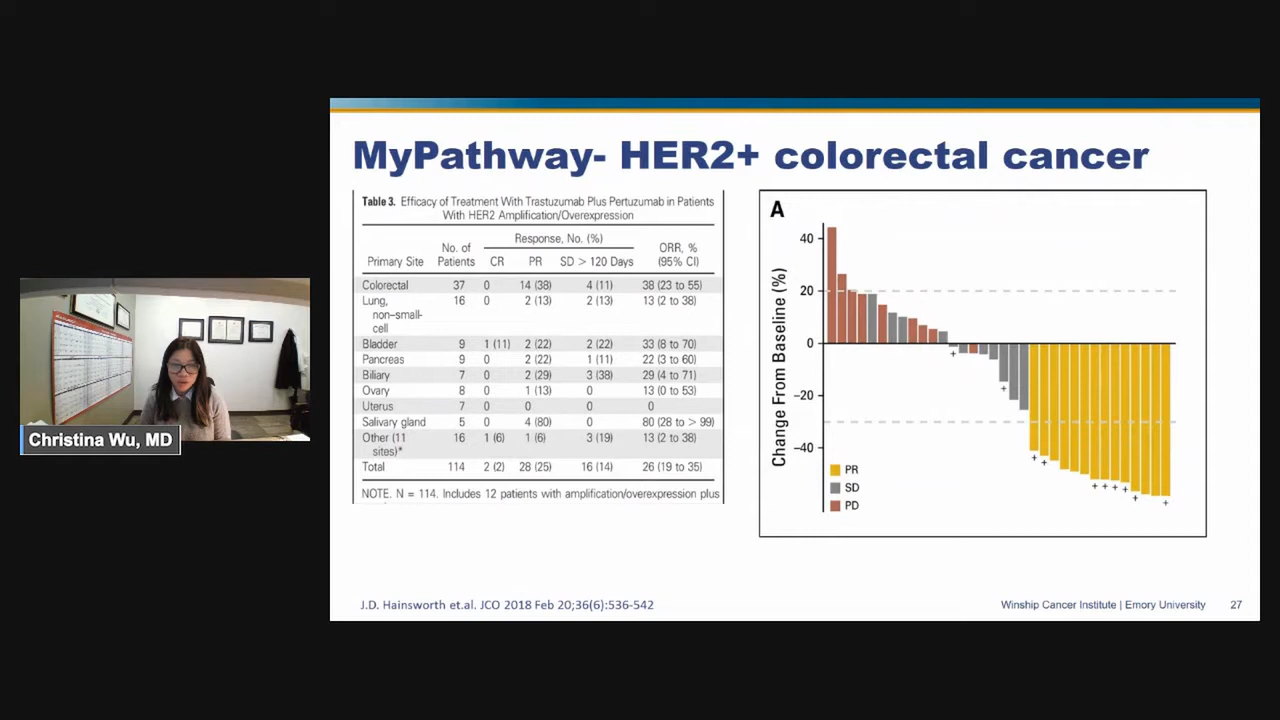 MyPathway- HER2+ colorectal cancer
Table 3. Efficacy of Treatment With Trastuzumab Plus Pertuzumab in Patients
With HER2 Amplification/Overexpression
Response, No. (%)
Primary Site No. of Patients CR PR SD > 120 Days ORR, % (95% CI)
Colorectal 37 0 14 (38) 4 (11) 38 (23 to 55)
Lung, 16 0 2 (13) 2 (13) 13 (2 to 38)
non–small-
cell
Bladder 9 1 (11) 2 (22) 2 (22) 33 (8 to 70)
Pancreas 9 0 2 (22) 1 (11) 22 (3 to 60)
Biliary 7 0 2 (29) 3 (38) 29 (4 to 71)
Ovary 8 0 1 (13) 0 13 (0 to 53)
Uterus 7 0 0 0 0
Salivary gland 5 0 4 (80) 0 80 (28 to > 99)
Other (11 16 1 (6) 1 (6) 3 (19) 13 (2 to 38)
sites)*
Total 114 2 (2) 28 (25) 16 (14) 26 (19 to 35)
NOTE. N = 114. Includes 12 patients with amplification/overexpression plus
A
Change From Baseline (%)
40
20
0
–20
–40
PR
SD
PD
+ + + + + + + + + +
Christina Wu, MD
J.D. Hainsworth et.al. JCO 2018 Feb 20;36(6):536-542
Winship Cancer Institute | Emory University 27